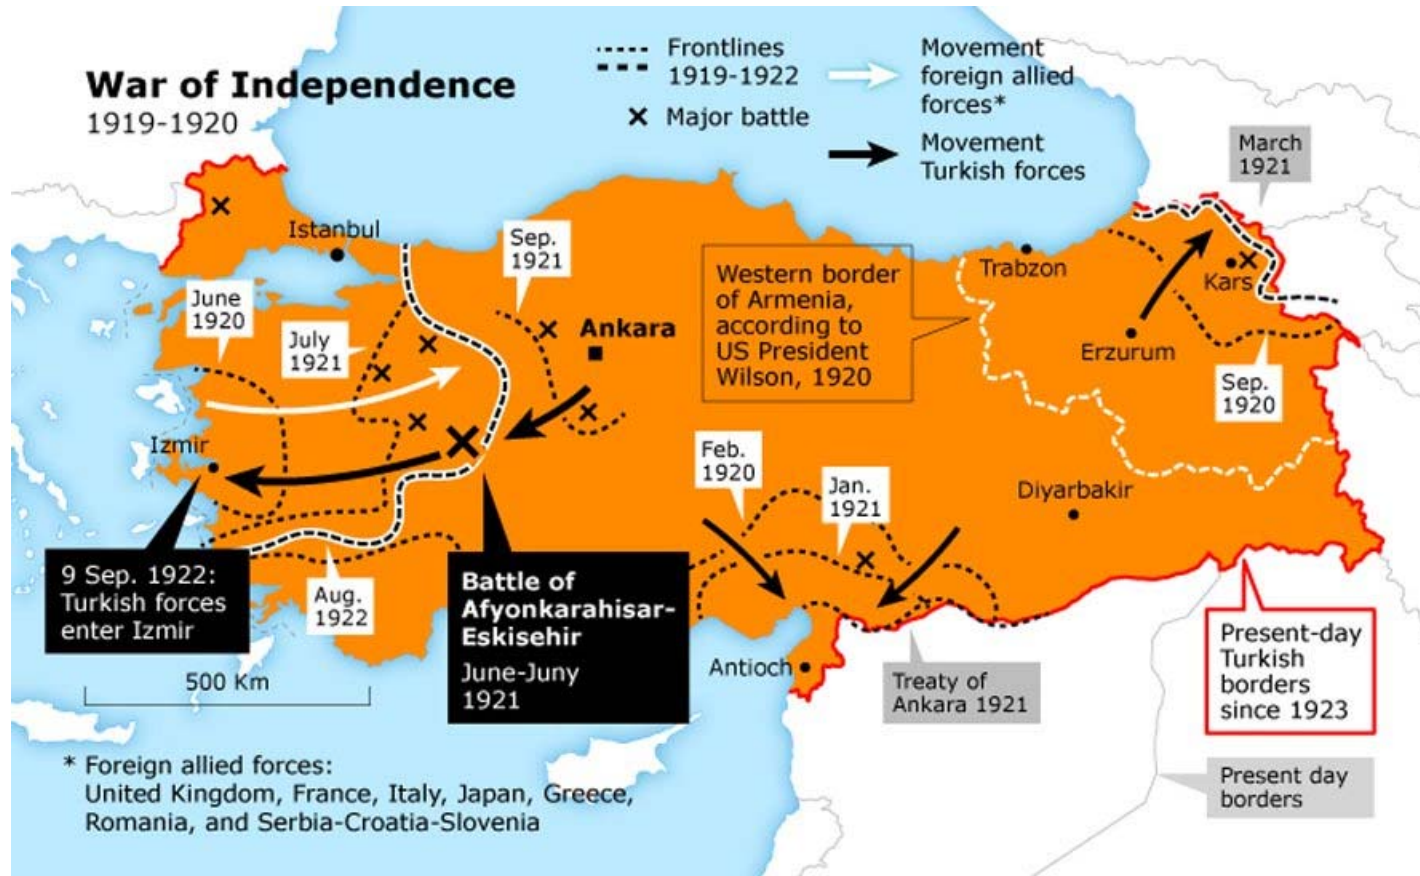 War of Independence
1919-1920
Frontlines
1919-1922
Major battle
Movement
foreign allied
forces*
Movement
Turkish forces
March
1921
Istanbul
Sep.
1921
June
1920
July
1921
Ankara
Western border
of Armenia,
according to
US President
Wilson, 1920
Trabzon
Kars
Erzurum
Sep.
1920
Izmir
Feb.
1920
Jan.
1921
Diyarbakir
9 Sep. 1922:
Turkish forces
enter Izmir
Aug.
1922
Battle of
Afyonkarahisar-
Eskisehir
June-Juny
1921
Antioch
Treaty of
Ankara 1921
Present-day
Turkish
borders
since 1923
Present day
borders
500 Km
* Foreign allied forces:
United Kingdom, France, Italy, Japan, Greece,
Romania, and Serbia-Croatia-Slovenia